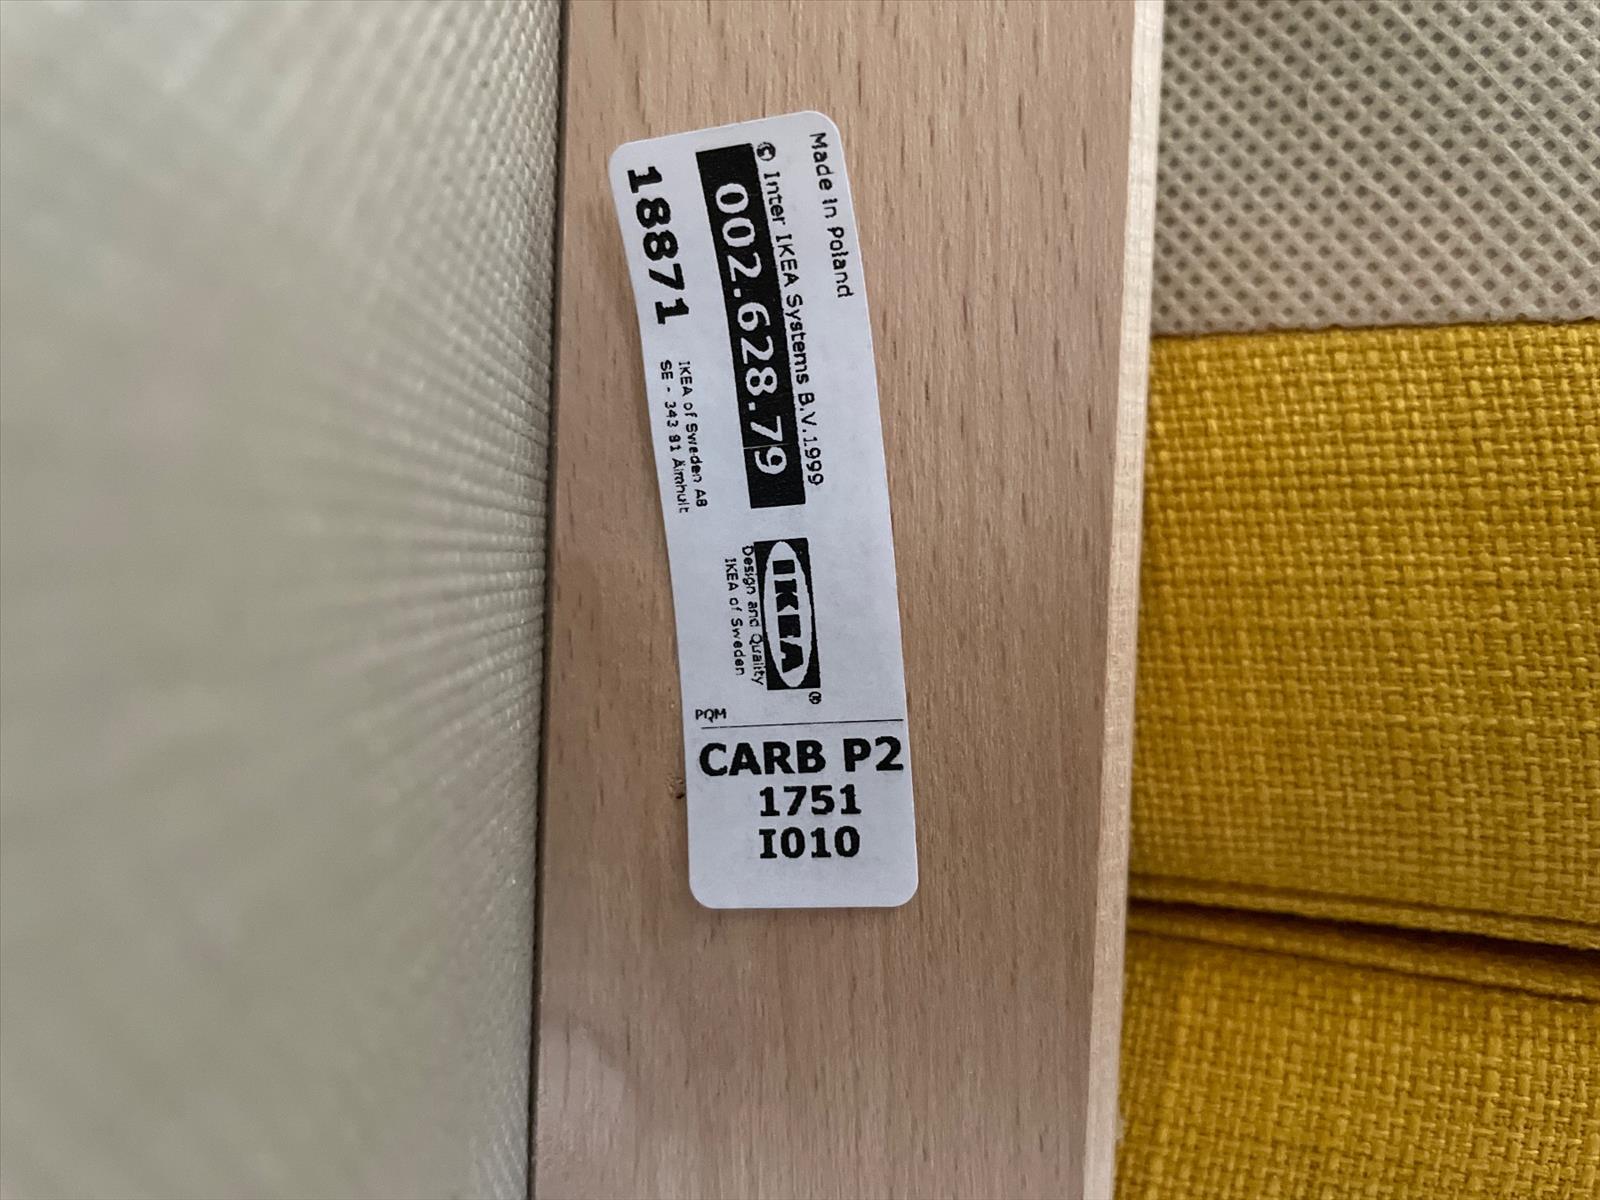 Made in Poland
© Inter IKEA Systems B.V. 1999
002.628.79
18871
IKEA of Sweden AB
SE - 343 81 Älmhult
IKEA®
Design and Quality
IKEA of Sweden
PQM
CARB P2
1751
I010